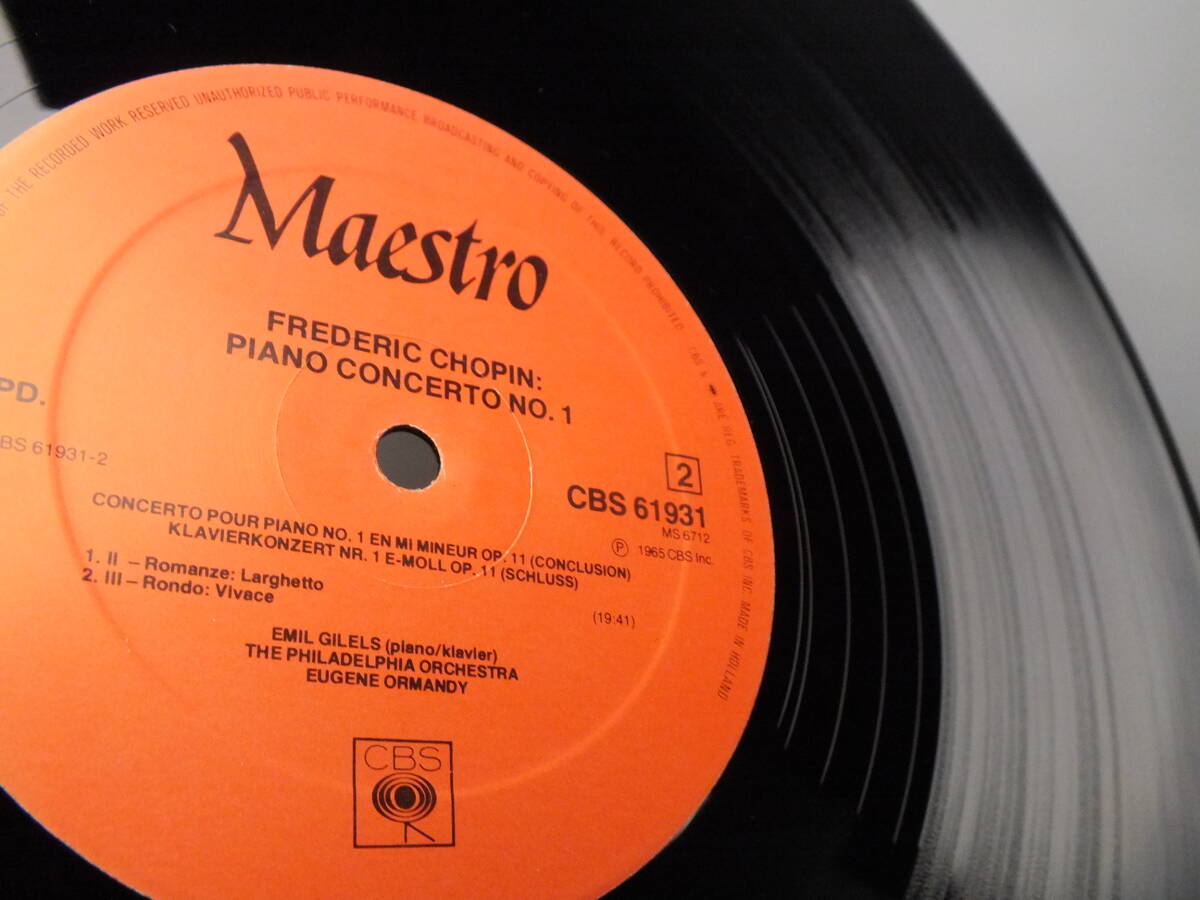 OF THE RECORDED WORK RESERVED UNAUTHORIZED PUBLIC PERFORMANCE BROADCASTING AND COPYING OF THIS RECORD PROHIBITED CBS & ARE REG. TRADEMARKS OF CBS INC. MADE IN HOLLAND
Maestro
FREDERIC CHOPIN:
PIANO CONCERTO NO. 1
PD.
BS 61931-2
2
CBS 61931
MS 6712
Ⓟ 1965 CBS Inc.
CONCERTO POUR PIANO NO. 1 EN MI MINEUR OP. 11 (CONCLUSION)
KLAVIERKONZERT NR. 1 E-MOLL OP. 11 (SCHLUSS)
1. II – Romanze: Larghetto
2. III – Rondo: Vivace
(19:41)
EMIL GILELS (piano/klavier)
THE PHILADELPHIA ORCHESTRA
EUGENE ORMANDY
CBS